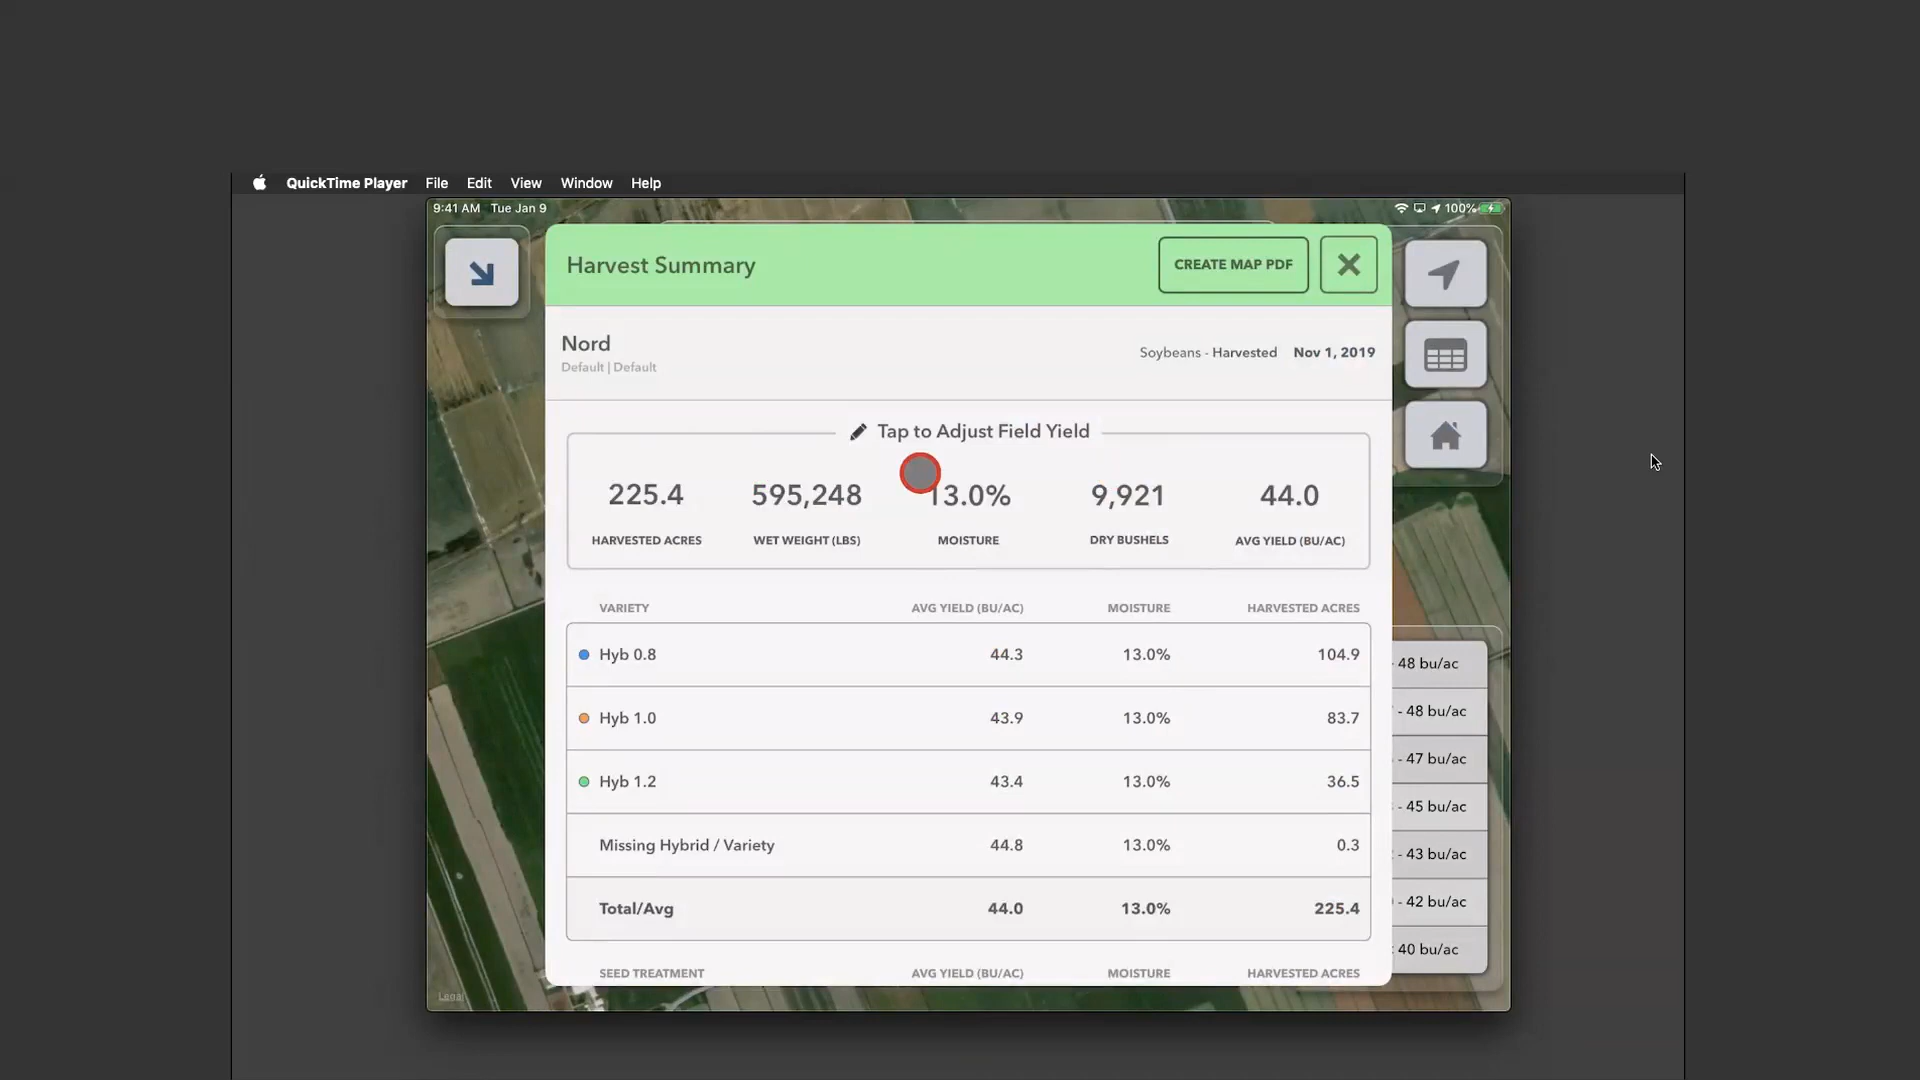 QuickTime Player File Edit View Window Help
9:41 AM Tue Jan 9
100%
Harvest Summary
CREATE MAP PDF
Nord
Default | Default
Soybeans - Harvested Nov 1, 2019
Tap to Adjust Field Yield
225.4 595,248 13.0% 9,921 44.0
HARVESTED ACRES WET WEIGHT (LBS) MOISTURE DRY BUSHELS AVG YIELD (BU/AC)
VARIETY AVG YIELD (BU/AC) MOISTURE HARVESTED ACRES
Hyb 0.8 44.3 13.0% 104.9
Hyb 1.0 43.9 13.0% 83.7
Hyb 1.2 43.4 13.0% 36.5
Missing Hybrid / Variety 44.8 13.0% 0.3
Total/Avg 44.0 13.0% 225.4
SEED TREATMENT AVG YIELD (BU/AC) MOISTURE HARVESTED ACRES
48 bu/ac
- 48 bu/ac
- 47 bu/ac
- 45 bu/ac
- 43 bu/ac
- 42 bu/ac
40 bu/ac
Legal